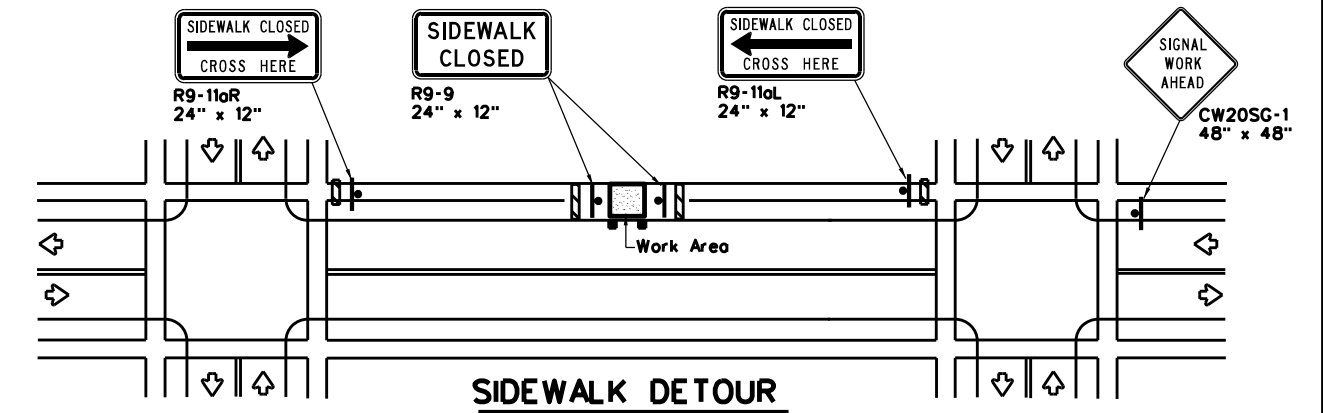 SIDEWALK CLOSED
CROSS HERE
R9-11aR
24" x 12"
SIDEWALK
CLOSED
R9-9
24" x 12"
SIDEWALK CLOSED
CROSS HERE
R9-11aL
24" x 12"
SIGNAL
WORK
AHEAD
CW20SG-1
48" x 48"
Work Area
SIDEWALK DETOUR